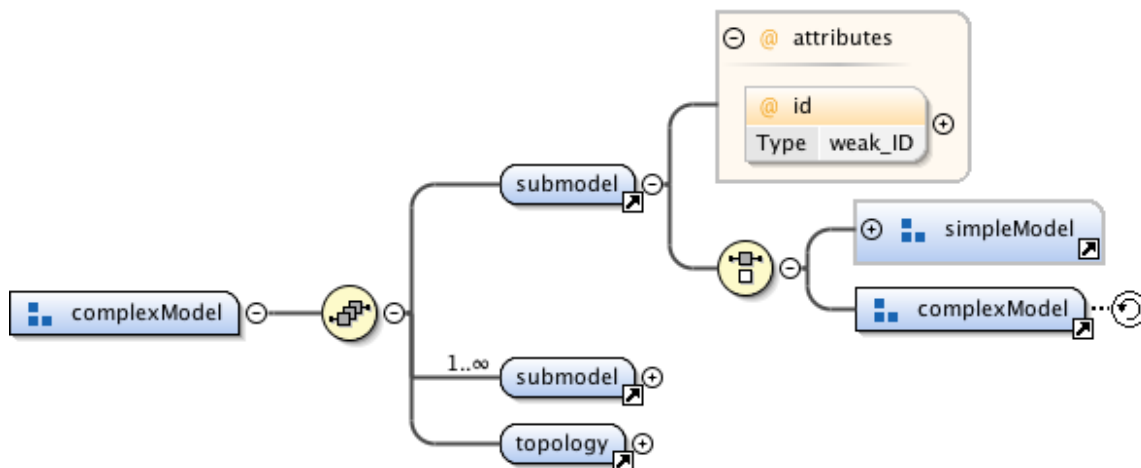 @ attributes
@ id
Type weak_ID
submodel
simpleModel
complexModel
complexModel
1..∞
submodel
topology